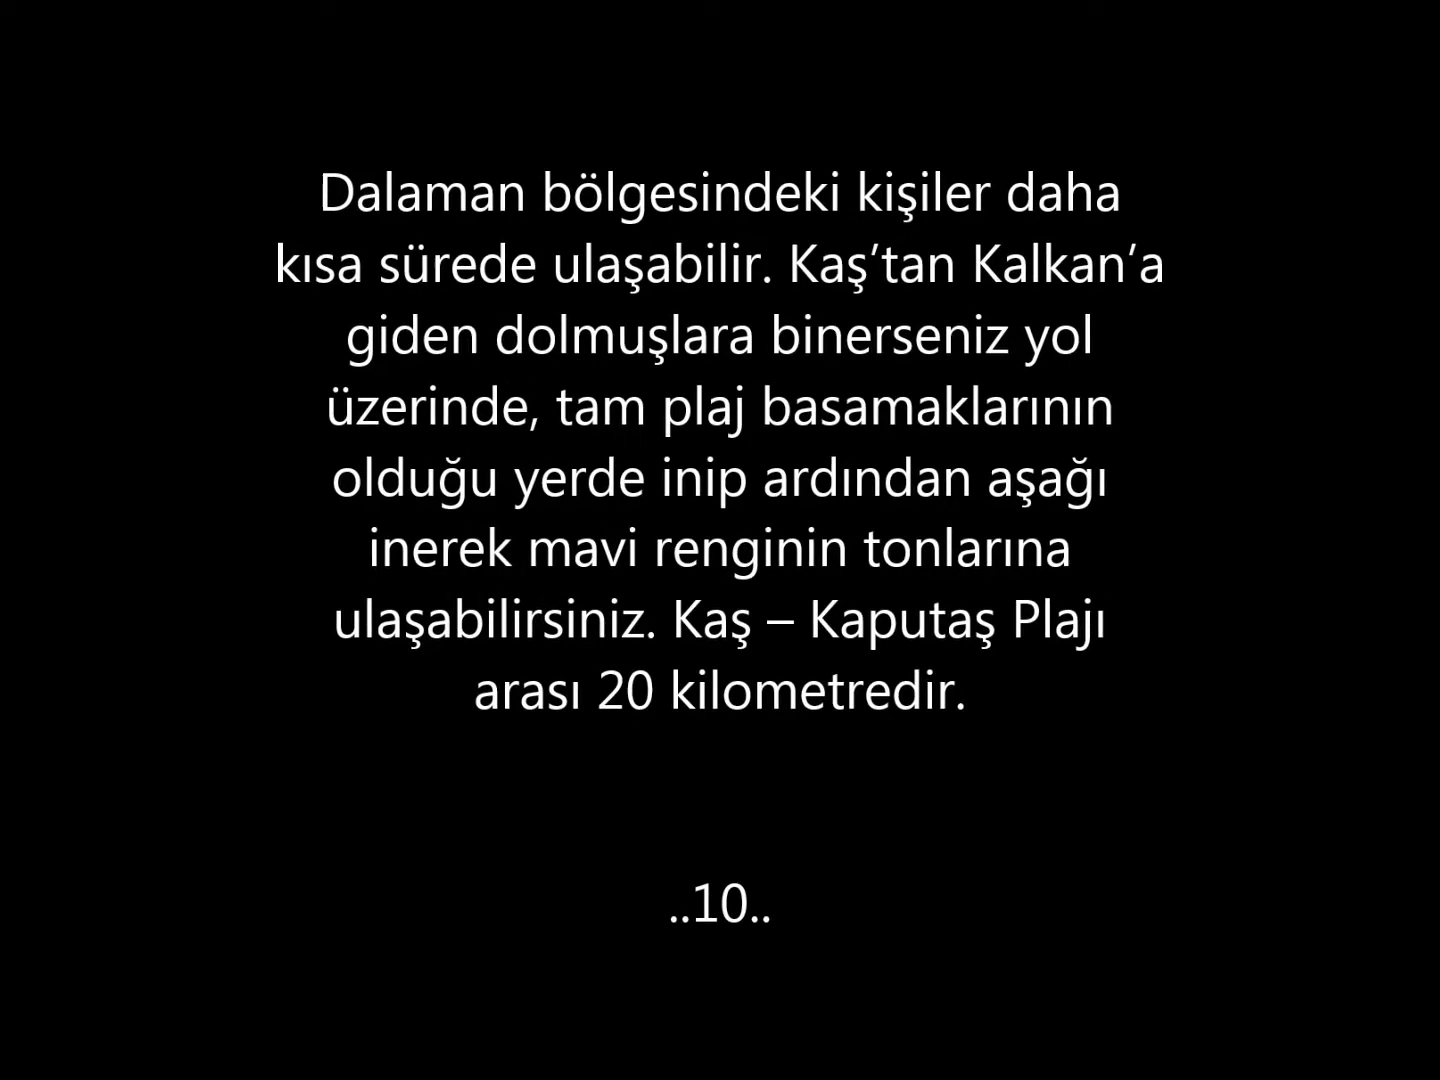 Dalaman bölgesindeki kişiler daha
kısa sürede ulaşabilir. Kaş’tan Kalkan’a
giden dolmuşlara binerseniz yol
üzerinde, tam plaj basamaklarının
olduğu yerde inip ardından aşağı
inerek mavi renginin tonlarına
ulaşabilirsiniz. Kaş – Kaputaş Plajı
arası 20 kilometredir.
..10..